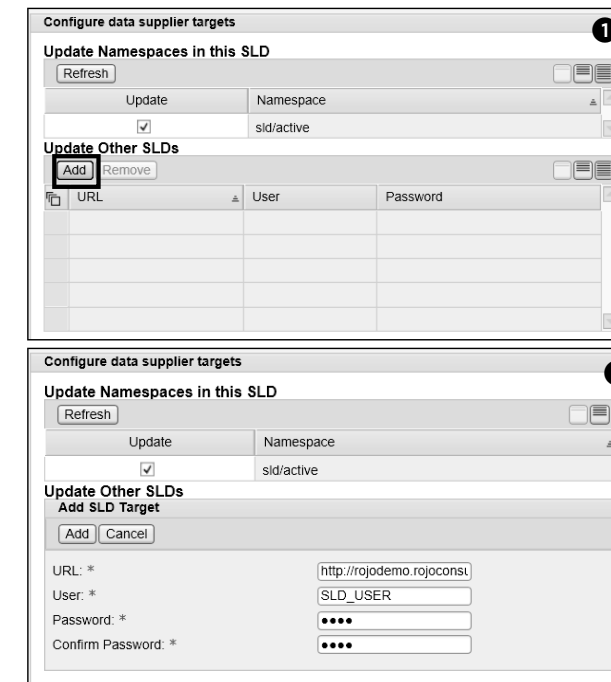 Configure data supplier targets
1
Update Namespaces in this SLD
Refresh
Update Namespace
sld/active
Update Other SLDs
Add Remove
URL User Password
Configure data supplier targets
Update Namespaces in this SLD
Refresh
Update Namespace
sld/active
Update Other SLDs
Add SLD Target
Add Cancel
URL: * http://rojodemo.rojoconsu
User: * SLD_USER
Password: * ••••
Confirm Password: * ••••